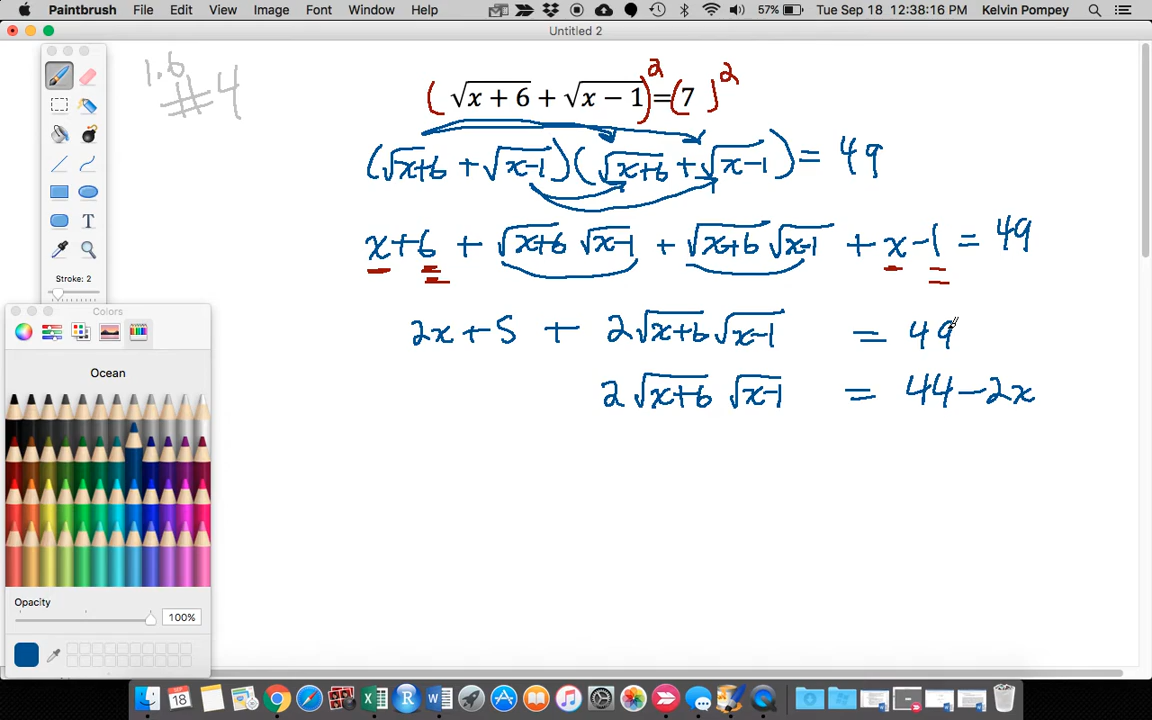 Paintbrush File Edit View Image Font Window Help 57% Tue Sep 18 12:38:16 PM Kelvin Pompey
Untitled 2
1.6
#4
(√x + 6 + √x − 1)² = (7)²
(√x+6 + √x-1)(√x+6 + √x-1) = 49
x+6 + √x+6 √x-1 + √x+6 √x-1 + x-1 = 49
Stroke: 2
Colors
2x+5 + 2√x+6 √x-1 = 49
Ocean
2√x+6 √x-1 = 44-2x
T
Opacity
100%